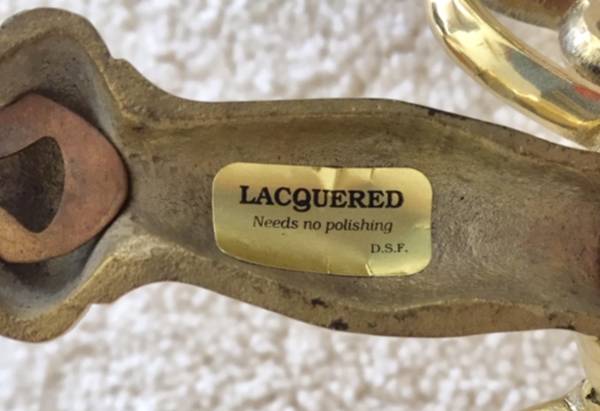 LACQUERED
Needs no polishing
D.S.F.